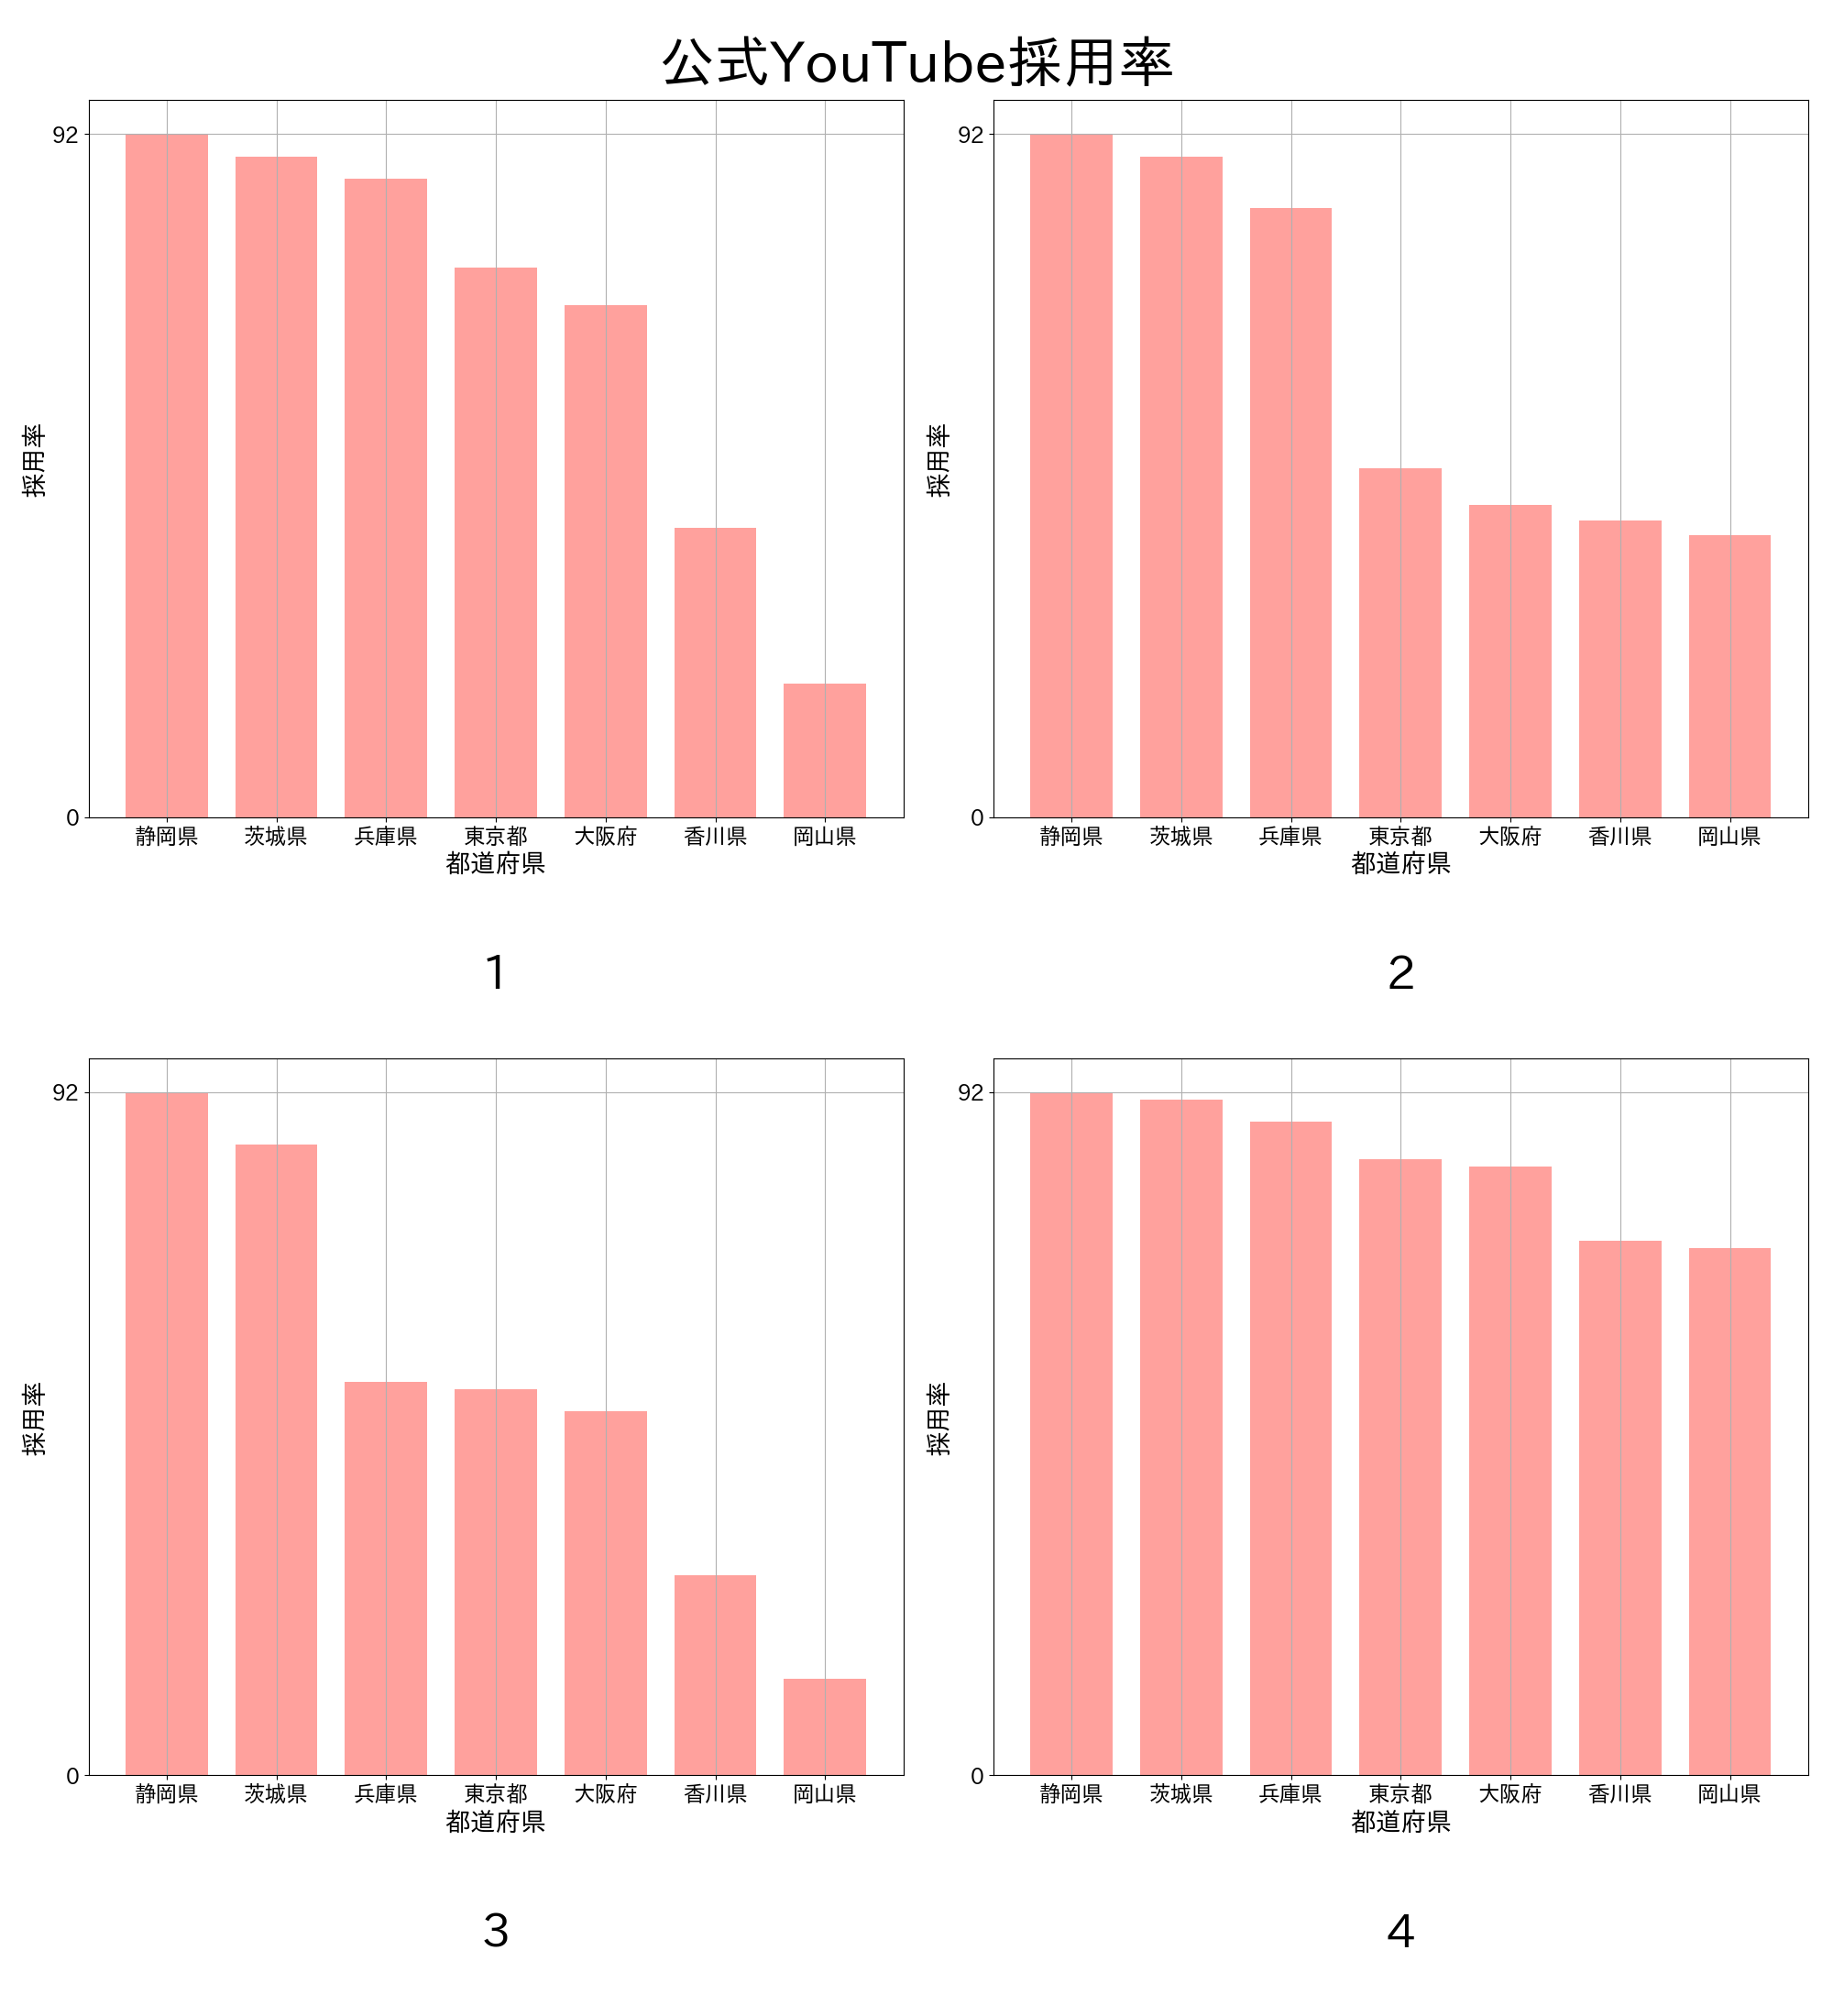 公式YouTube採用率
92
0
採用率
静岡県 茨城県 兵庫県 東京都 大阪府 香川県 岡山県
都道府県
1
92
0
採用率
静岡県 茨城県 兵庫県 東京都 大阪府 香川県 岡山県
都道府県
2
92
0
採用率
静岡県 茨城県 兵庫県 東京都 大阪府 香川県 岡山県
都道府県
3
92
0
採用率
静岡県 茨城県 兵庫県 東京都 大阪府 香川県 岡山県
都道府県
4